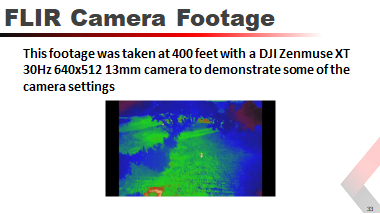 FLIR Camera Footage
This footage was taken at 400 feet with a DJI Zenmuse XT
30Hz 640x512 13mm camera to demonstrate some of the
camera settings
33